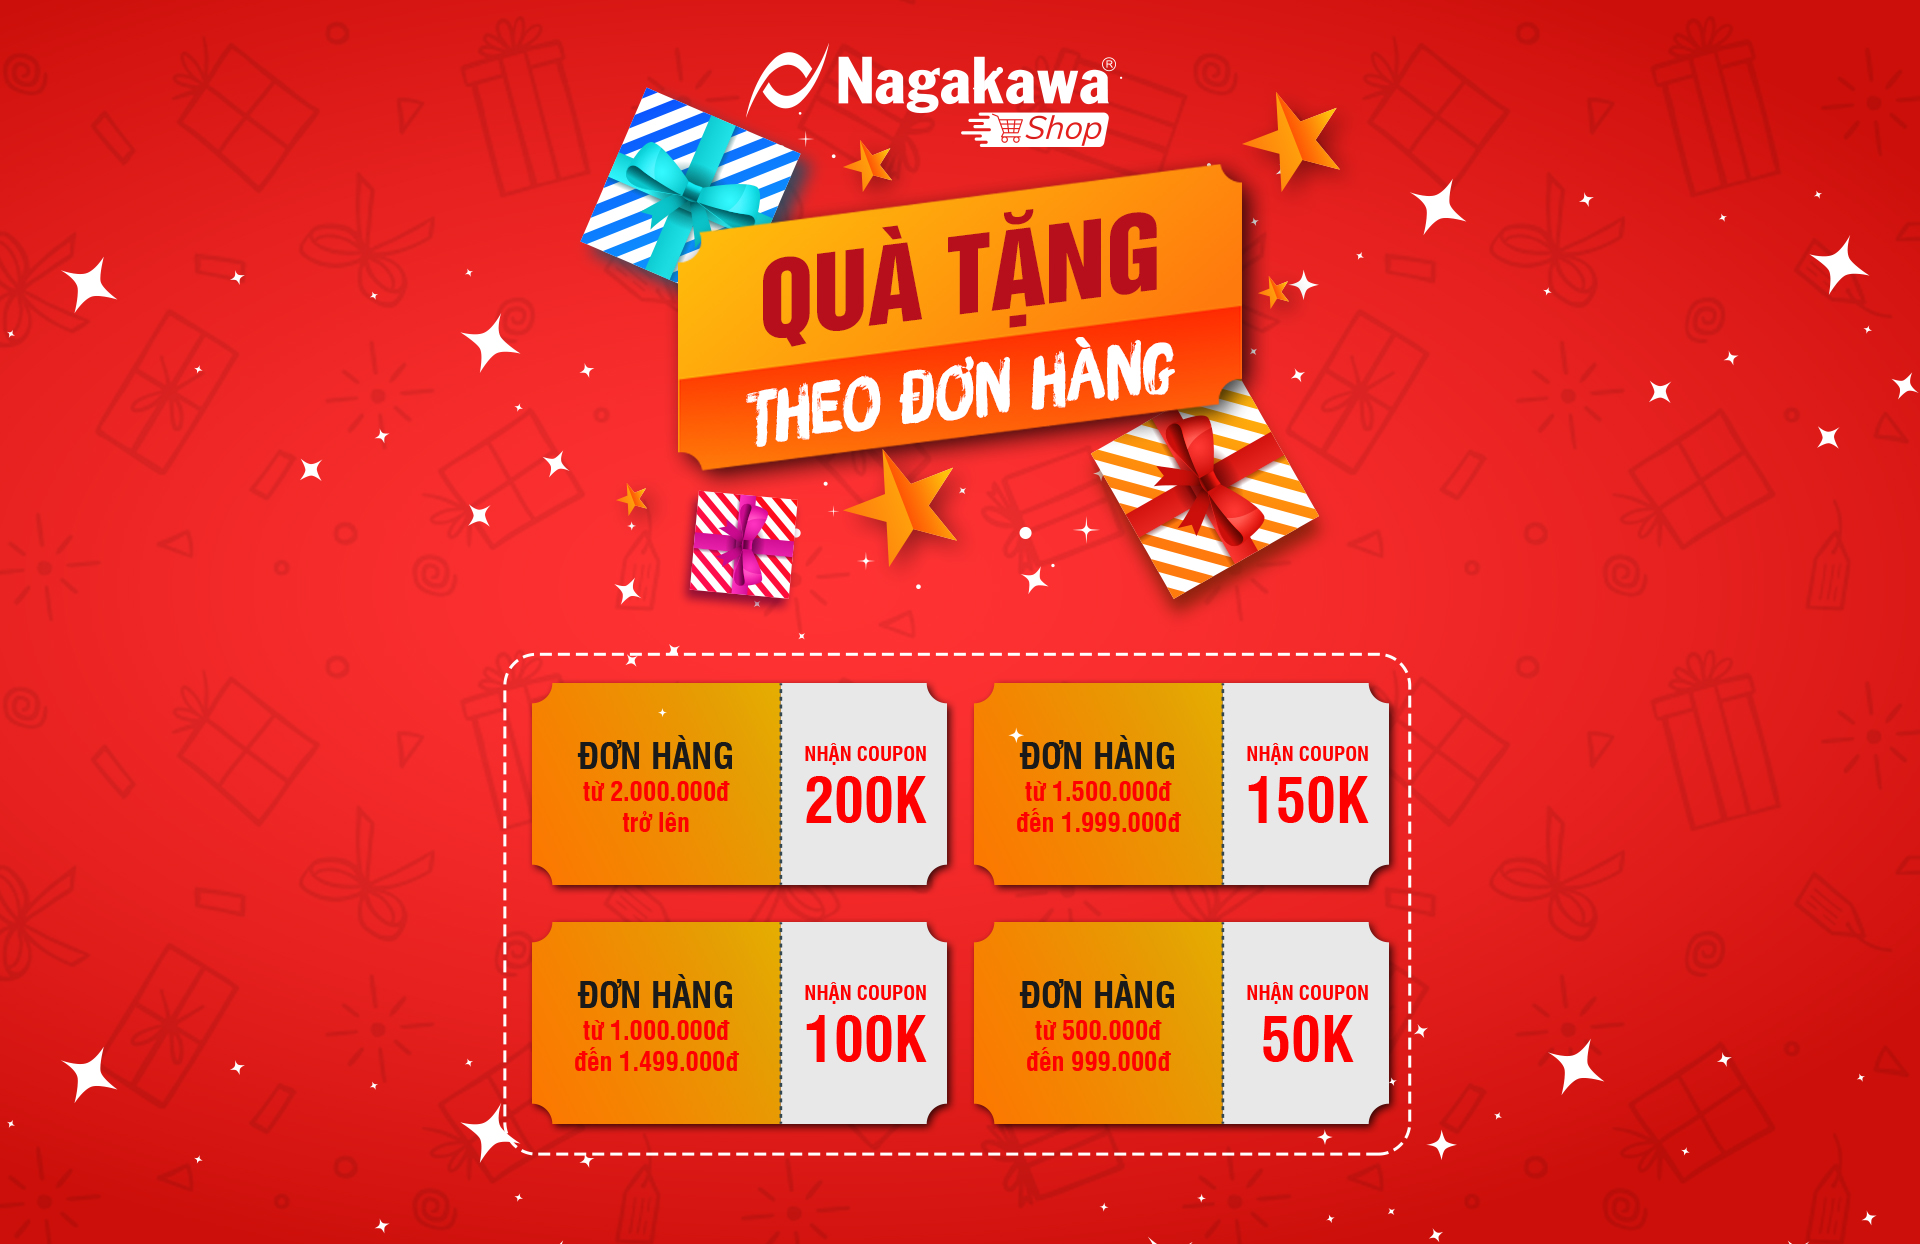 Nagakawa®
Shop
QUÀ TẶNG
THEO ĐƠN HÀNG
ĐƠN HÀNG
từ 2.000.000đ
trở lên
NHẬN COUPON
200K
ĐƠN HÀNG
từ 1.500.000đ
đến 1.999.000đ
NHẬN COUPON
150K
ĐƠN HÀNG
từ 1.000.000đ
đến 1.499.000đ
NHẬN COUPON
100K
ĐƠN HÀNG
từ 500.000đ
đến 999.000đ
NHẬN COUPON
50K